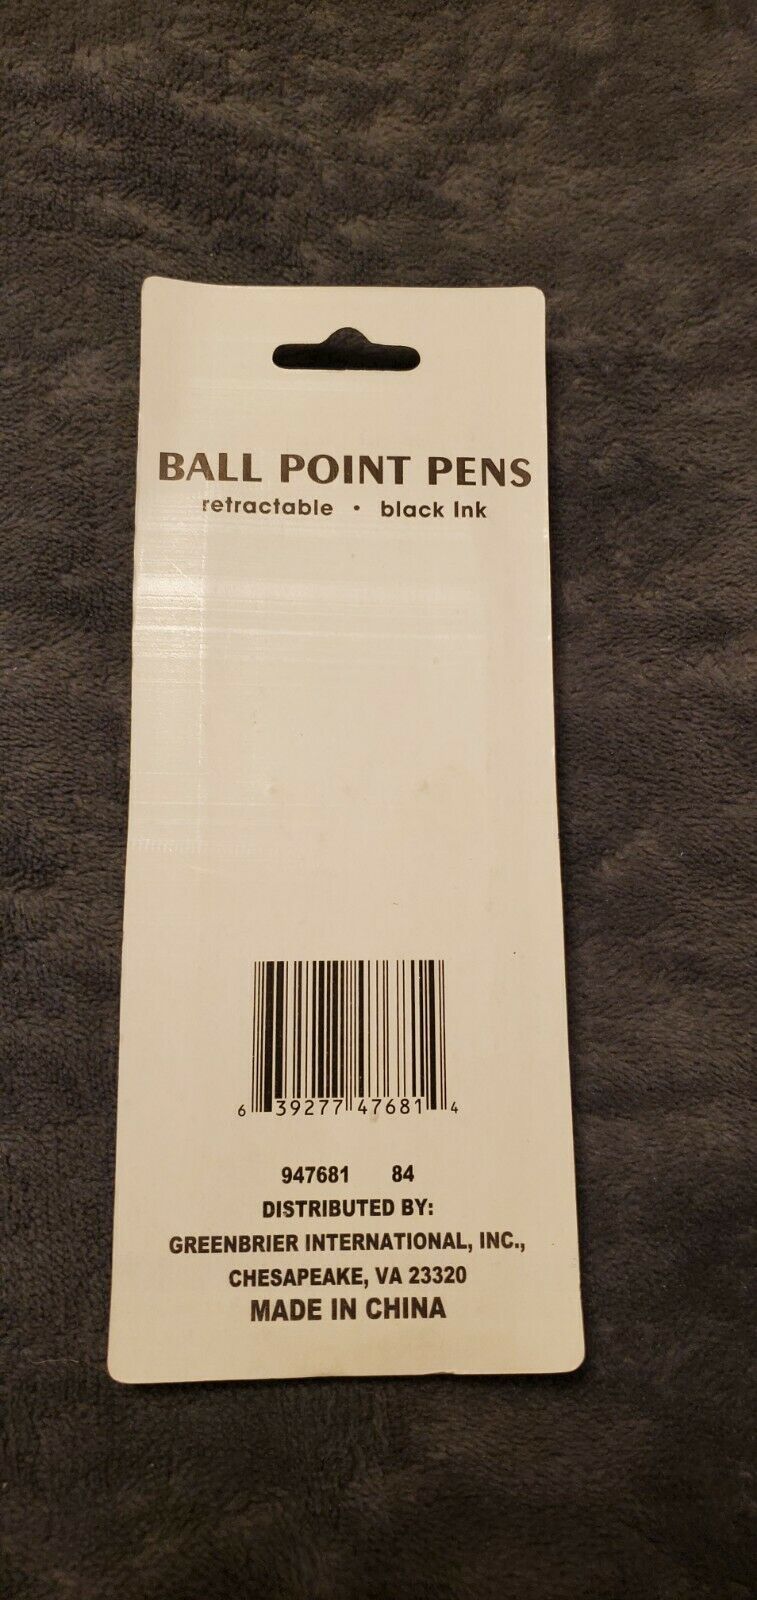 BALL POINT PENS
retractable • black Ink
6 39277 47681 4
947681 84
DISTRIBUTED BY:
GREENBRIER INTERNATIONAL, INC.,
CHESAPEAKE, VA 23320
MADE IN CHINA